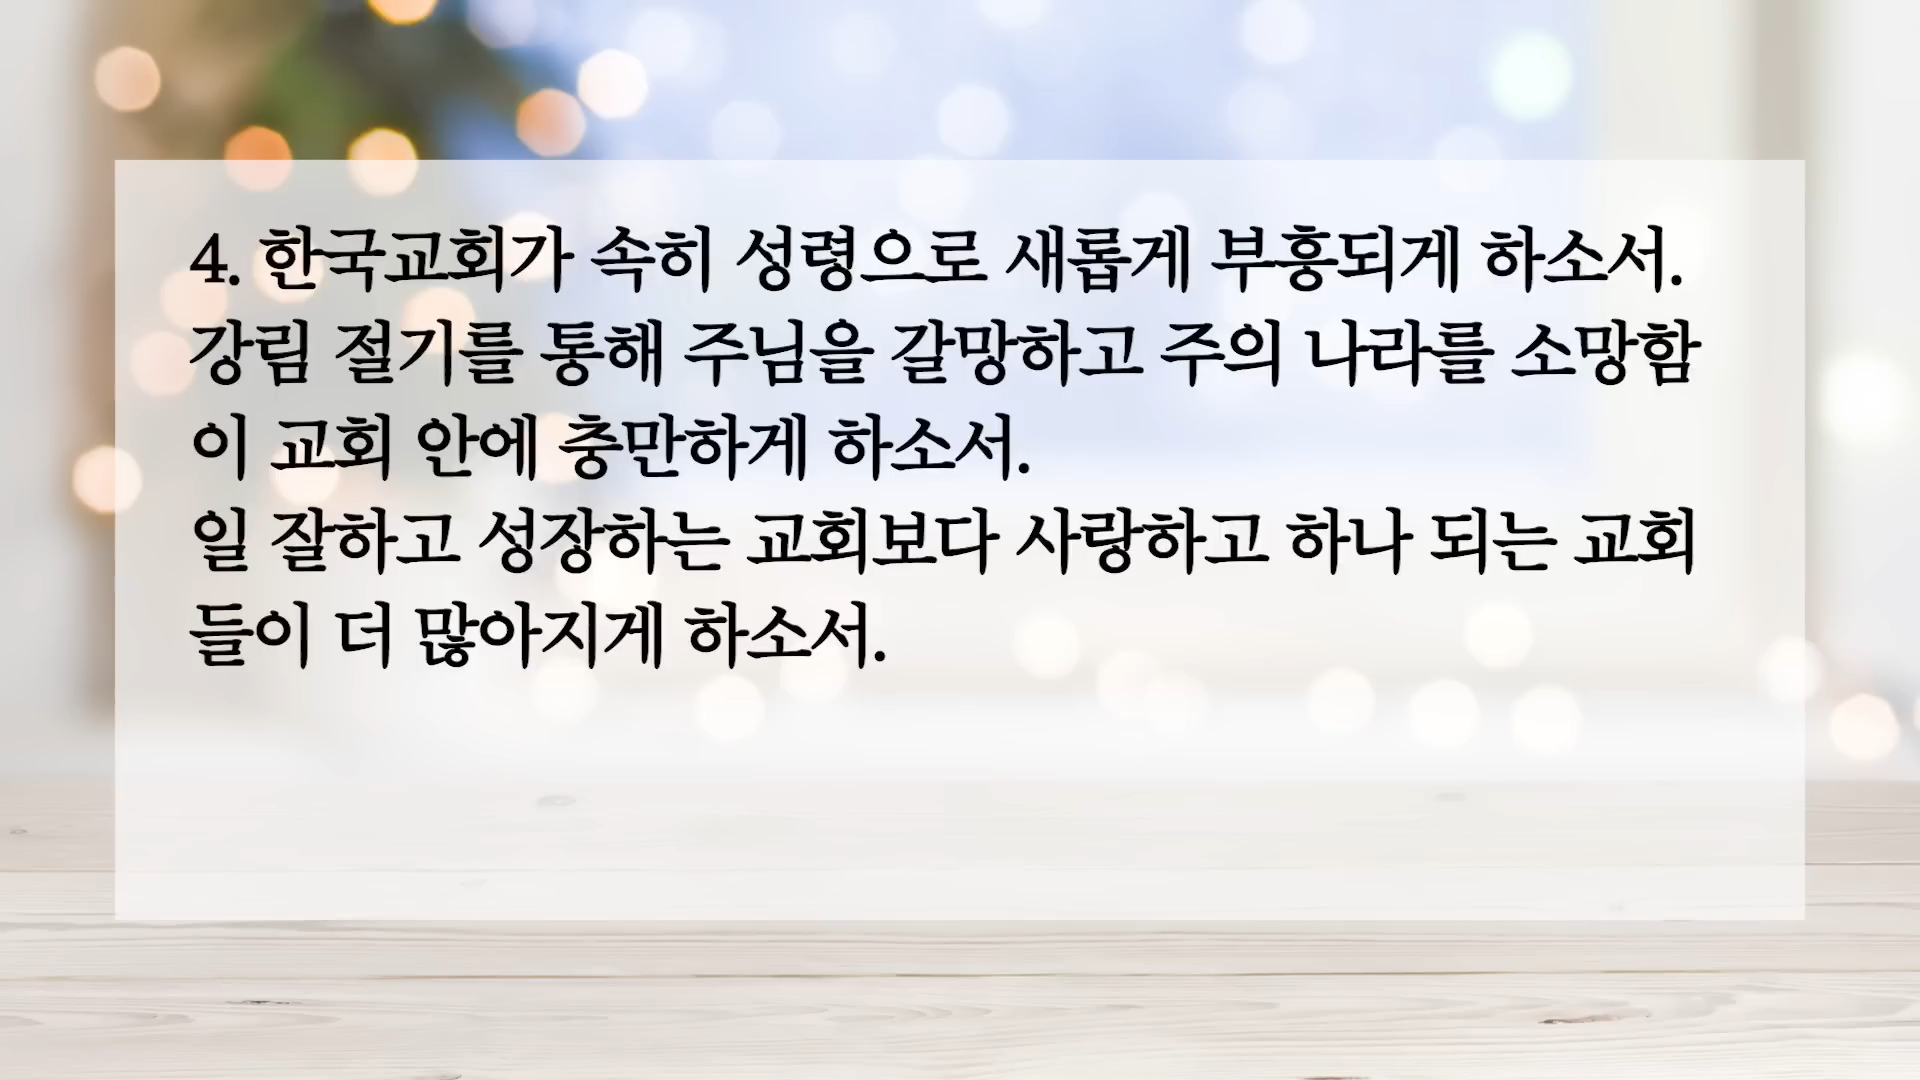 4. 한국교회가 속히 성령으로 새롭게 부흥되게 하소서.
강림 절기를 통해 주님을 갈망하고 주의 나라를 소망함
이 교회 안에 충만하게 하소서.
일 잘하고 성장하는 교회보다 사랑하고 하나 되는 교회
들이 더 많아지게 하소서.